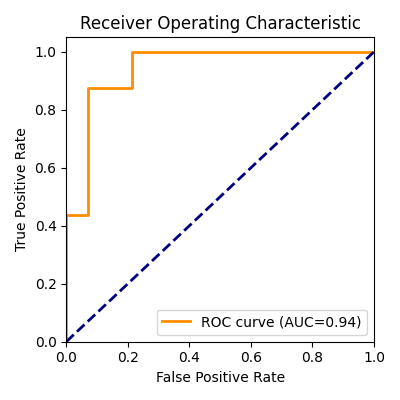 Receiver Operating Characteristic
1.0
0.8
0.6
0.4
0.2
0.0
True Positive Rate
ROC curve (AUC=0.94)
0.0 0.2 0.4 0.6 0.8 1.0
False Positive Rate